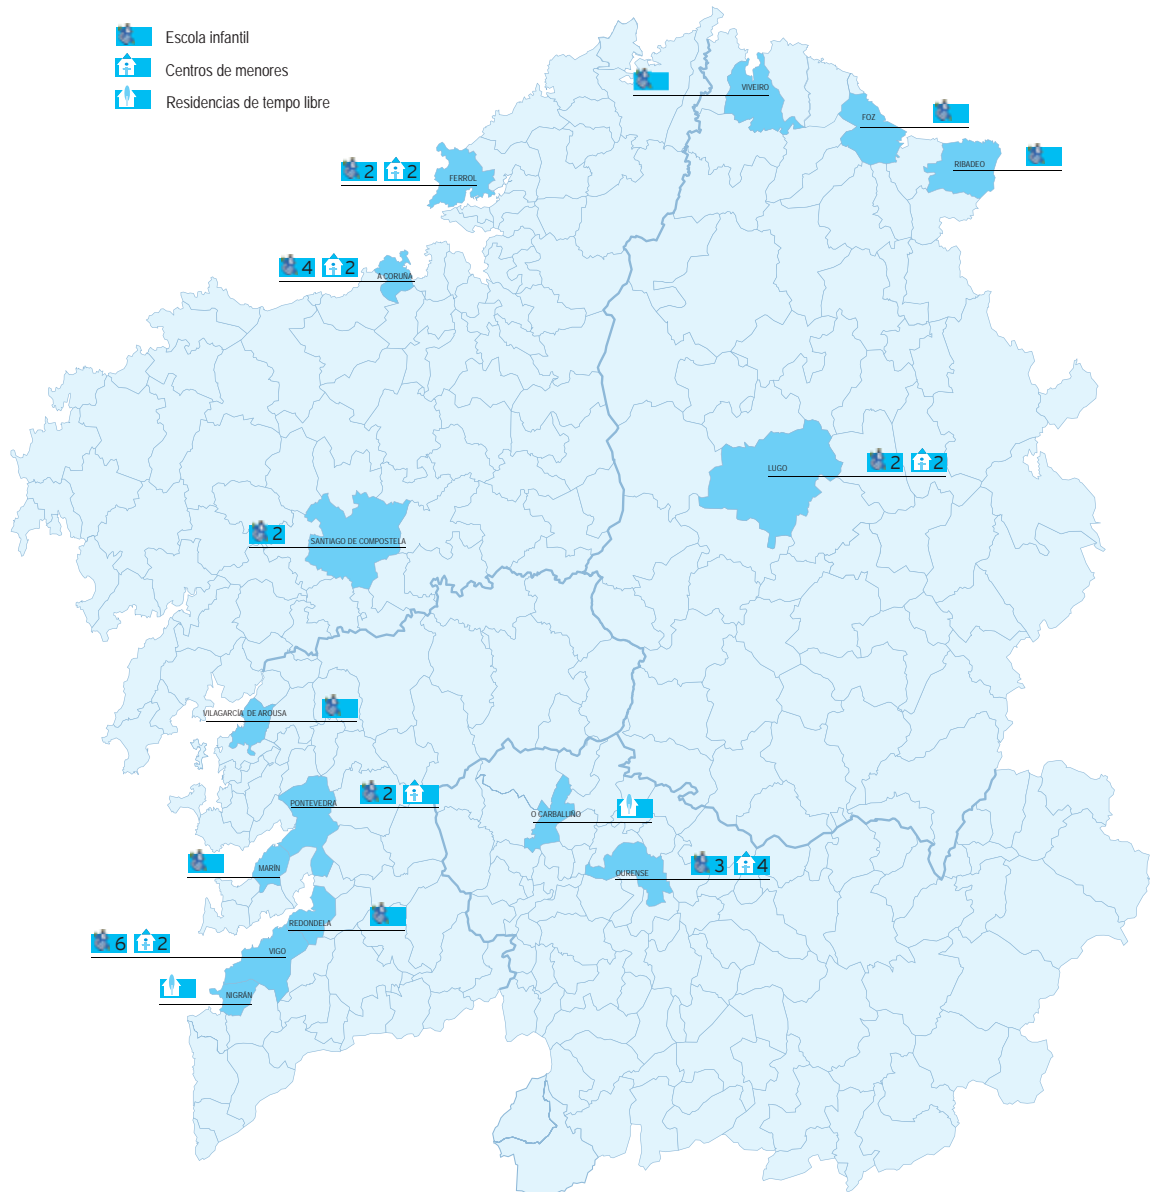 Escola infantil
Centros de menores
Residencias de tempo libre
VIVEIRO
FOZ
RIBADEO
2 2
FERROL
4 2
A CORUÑA
2 2
LUGO
2
SANTIAGO DE COMPOSTELA
VILAGARCÍA DE AROUSA
2
PONTEVEDRA
O CARBALLIÑO
3 4
MARÍN
OURENSE
REDONDELA
6 2
VIGO
NIGRÁN